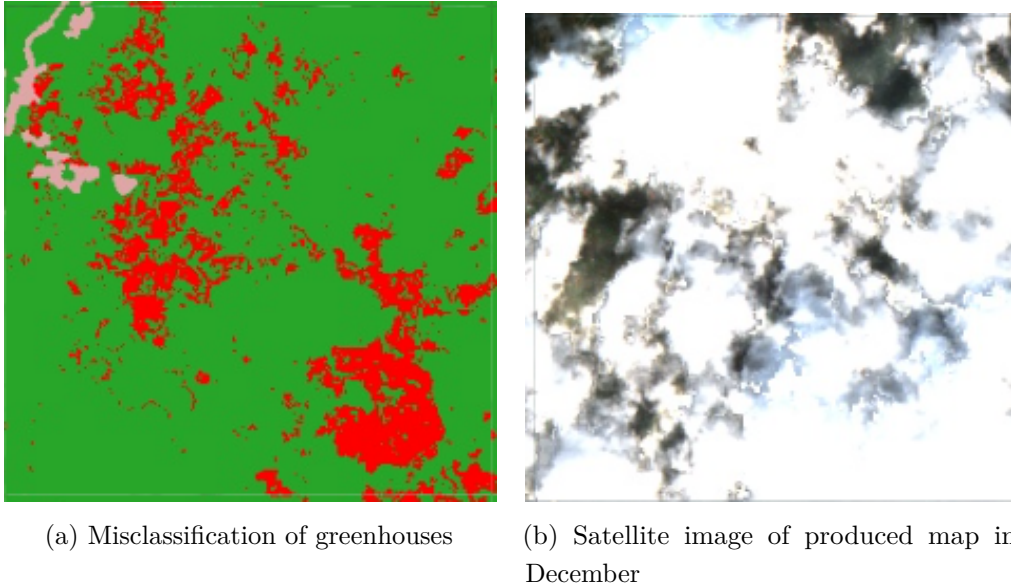 (a) Misclassification of greenhouses
(b) Satellite image of produced map in
December